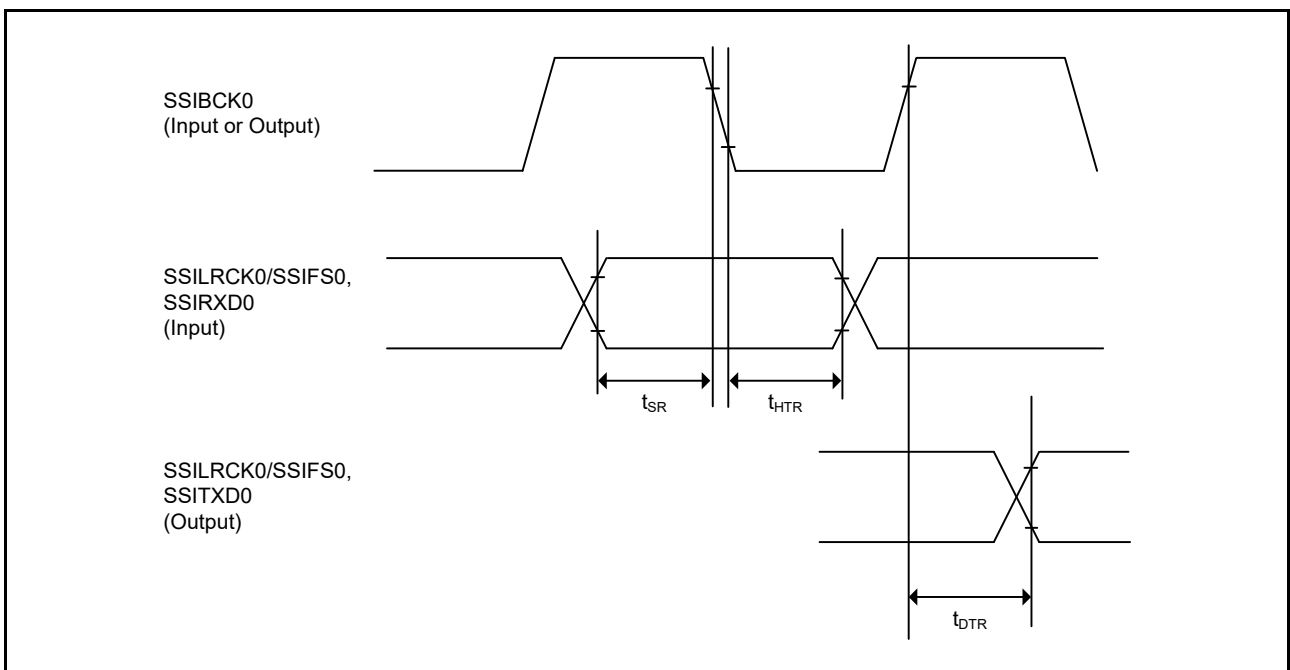 SSIBCK0
(Input or Output)
SSILRCK0/SSIFS0,
SSIRXD0
(Input)
tSR
tHTR
SSILRCK0/SSIFS0,
SSITXD0
(Output)
tDTR